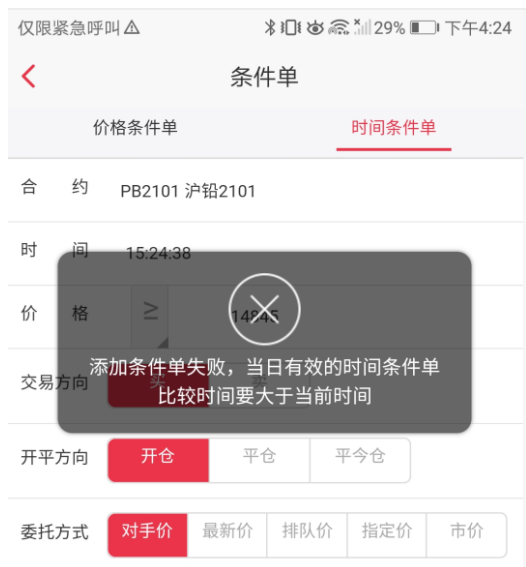 仅限紧急呼叫 29% 下午4:24
条件单
价格条件单 时间条件单
合 约 PB2101 沪铅2101
时 间 15:24:38
价 格 ≥ 14845
添加条件单失败，当日有效的时间条件单
比较时间要大于当前时间
交易方向 买 卖
开平方向 开仓 平仓 平今仓
委托方式 对手价 最新价 排队价 指定价 市价